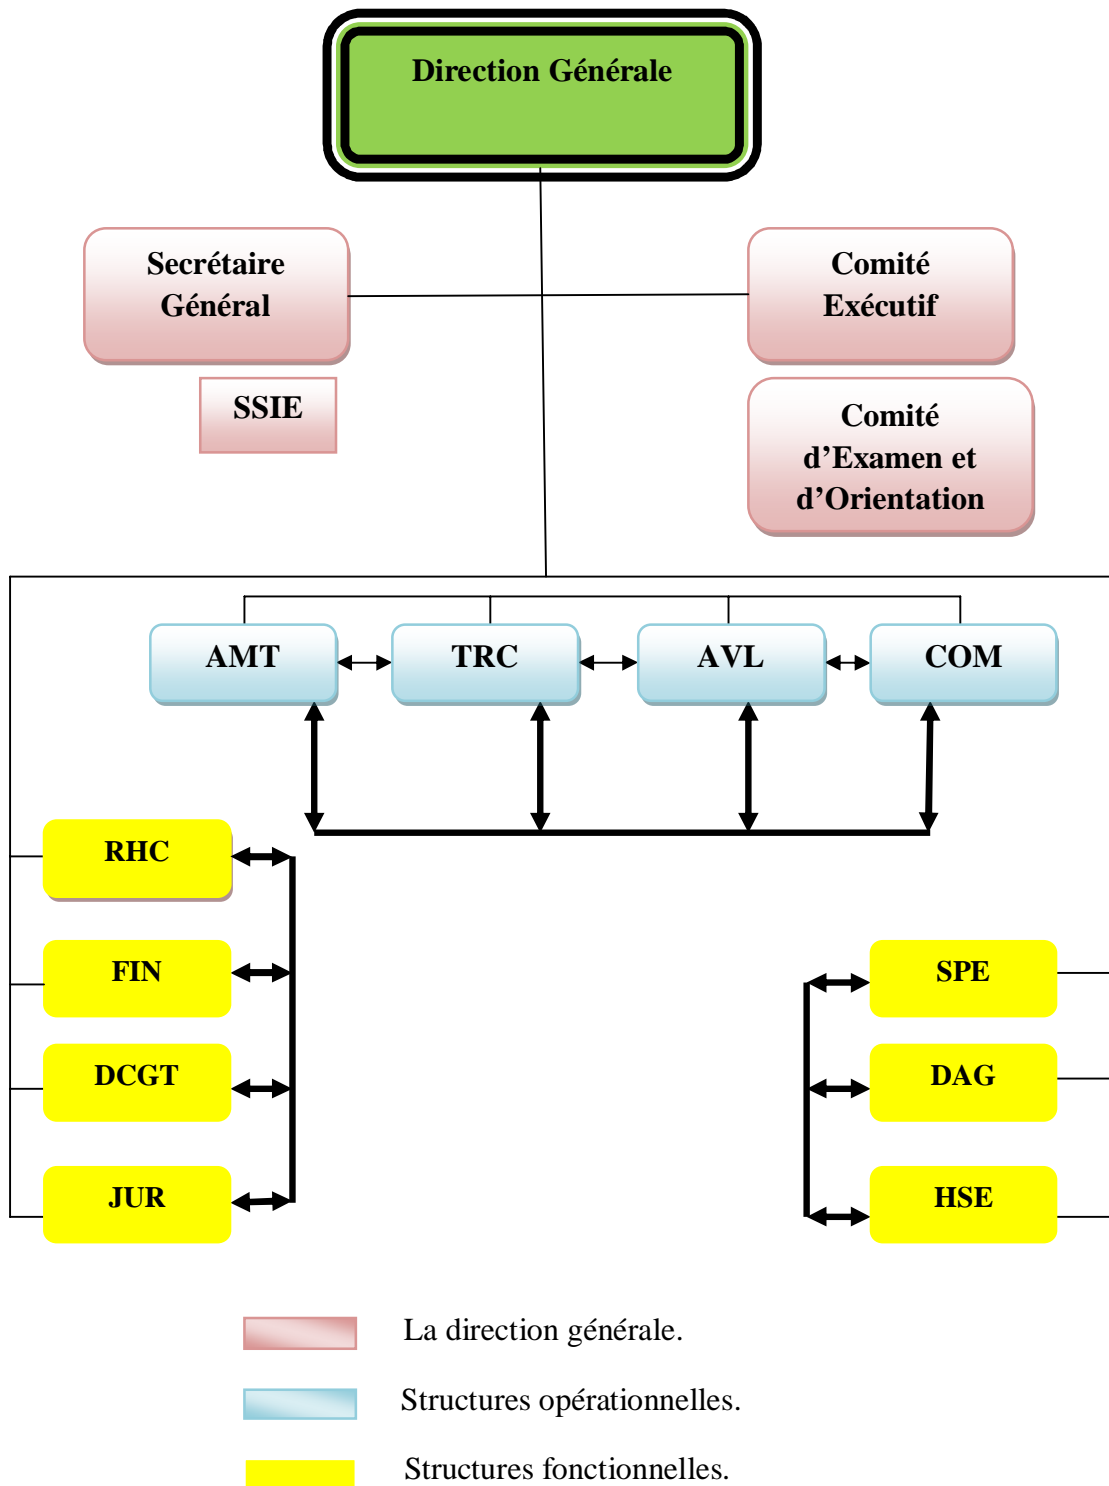 Direction Générale
Secrétaire
Général
Comité
Exécutif
SSIE
Comité
d’Examen et
d’Orientation
AMT
TRC
AVL
COM
RHC
FIN
DCGT
JUR
SPE
DAG
HSE
La direction générale.
Structures opérationnelles.
Structures fonctionnelles.